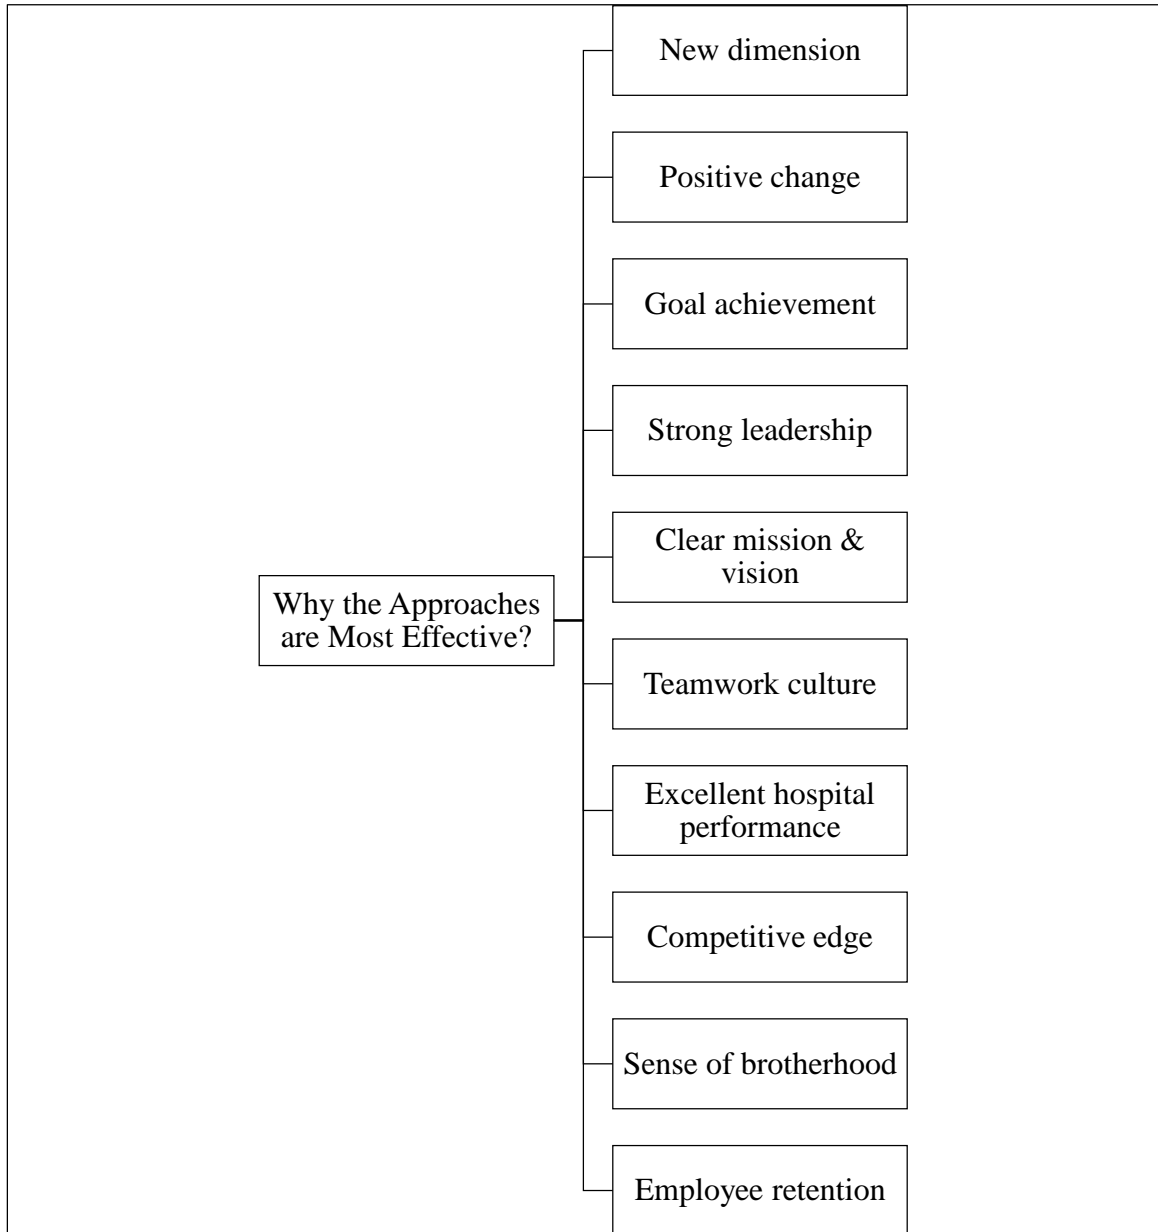 New dimension
Positive change
Goal achievement
Strong leadership
Clear mission &
vision
Why the Approaches
are Most Effective?
Teamwork culture
Excellent hospital
performance
Competitive edge
Sense of brotherhood
Employee retention